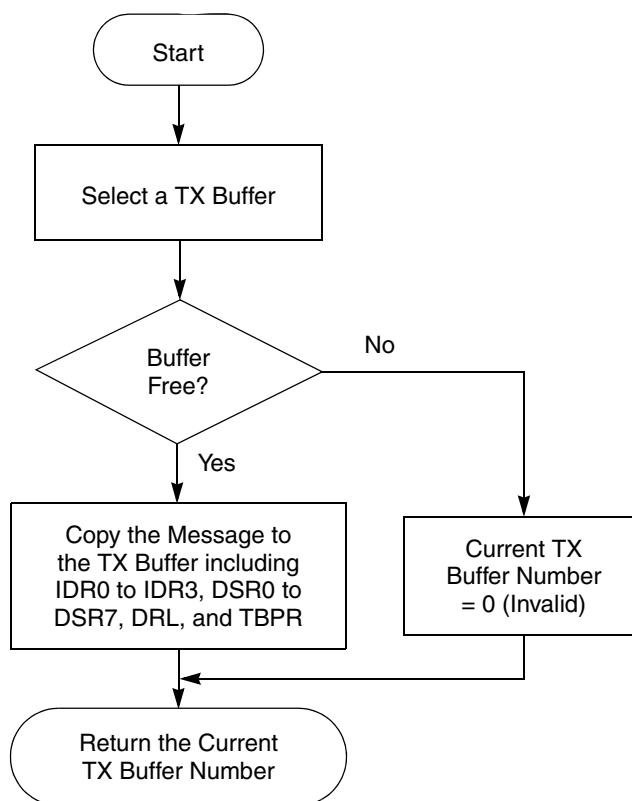 Start
Select a TX Buffer
Buffer
Free?
No
Yes
Copy the Message to
the TX Buffer including
IDR0 to IDR3, DSR0 to
DSR7, DRL, and TBPR
Current TX
Buffer Number
= 0 (Invalid)
Return the Current
TX Buffer Number